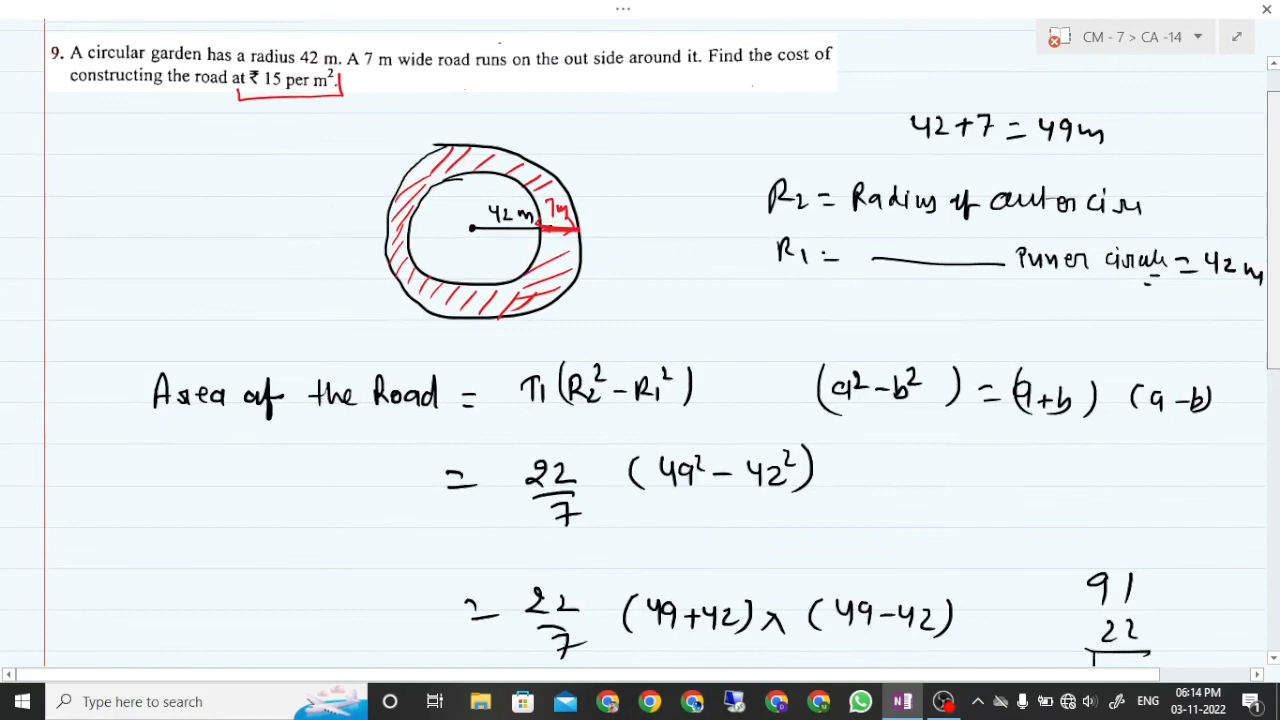 CM - 7 > CA -14
9. A circular garden has a radius 42 m. A 7 m wide road runs on the out side around it. Find the cost of
constructing the road at ₹ 15 per m².
42+7 = 49m
42 m
7m
R₂ = Radius of outer cir
R₁ = inner circle = 42 m
Area of the Road = π (R₂² - R₁²) (a² - b²) = (a+b) (a-b)
= 22/7 (49² - 42²)
= 22/7 (49+42) × (49-42)
91
22
Type here to search
ENG
06:14 PM
03-11-2022
1